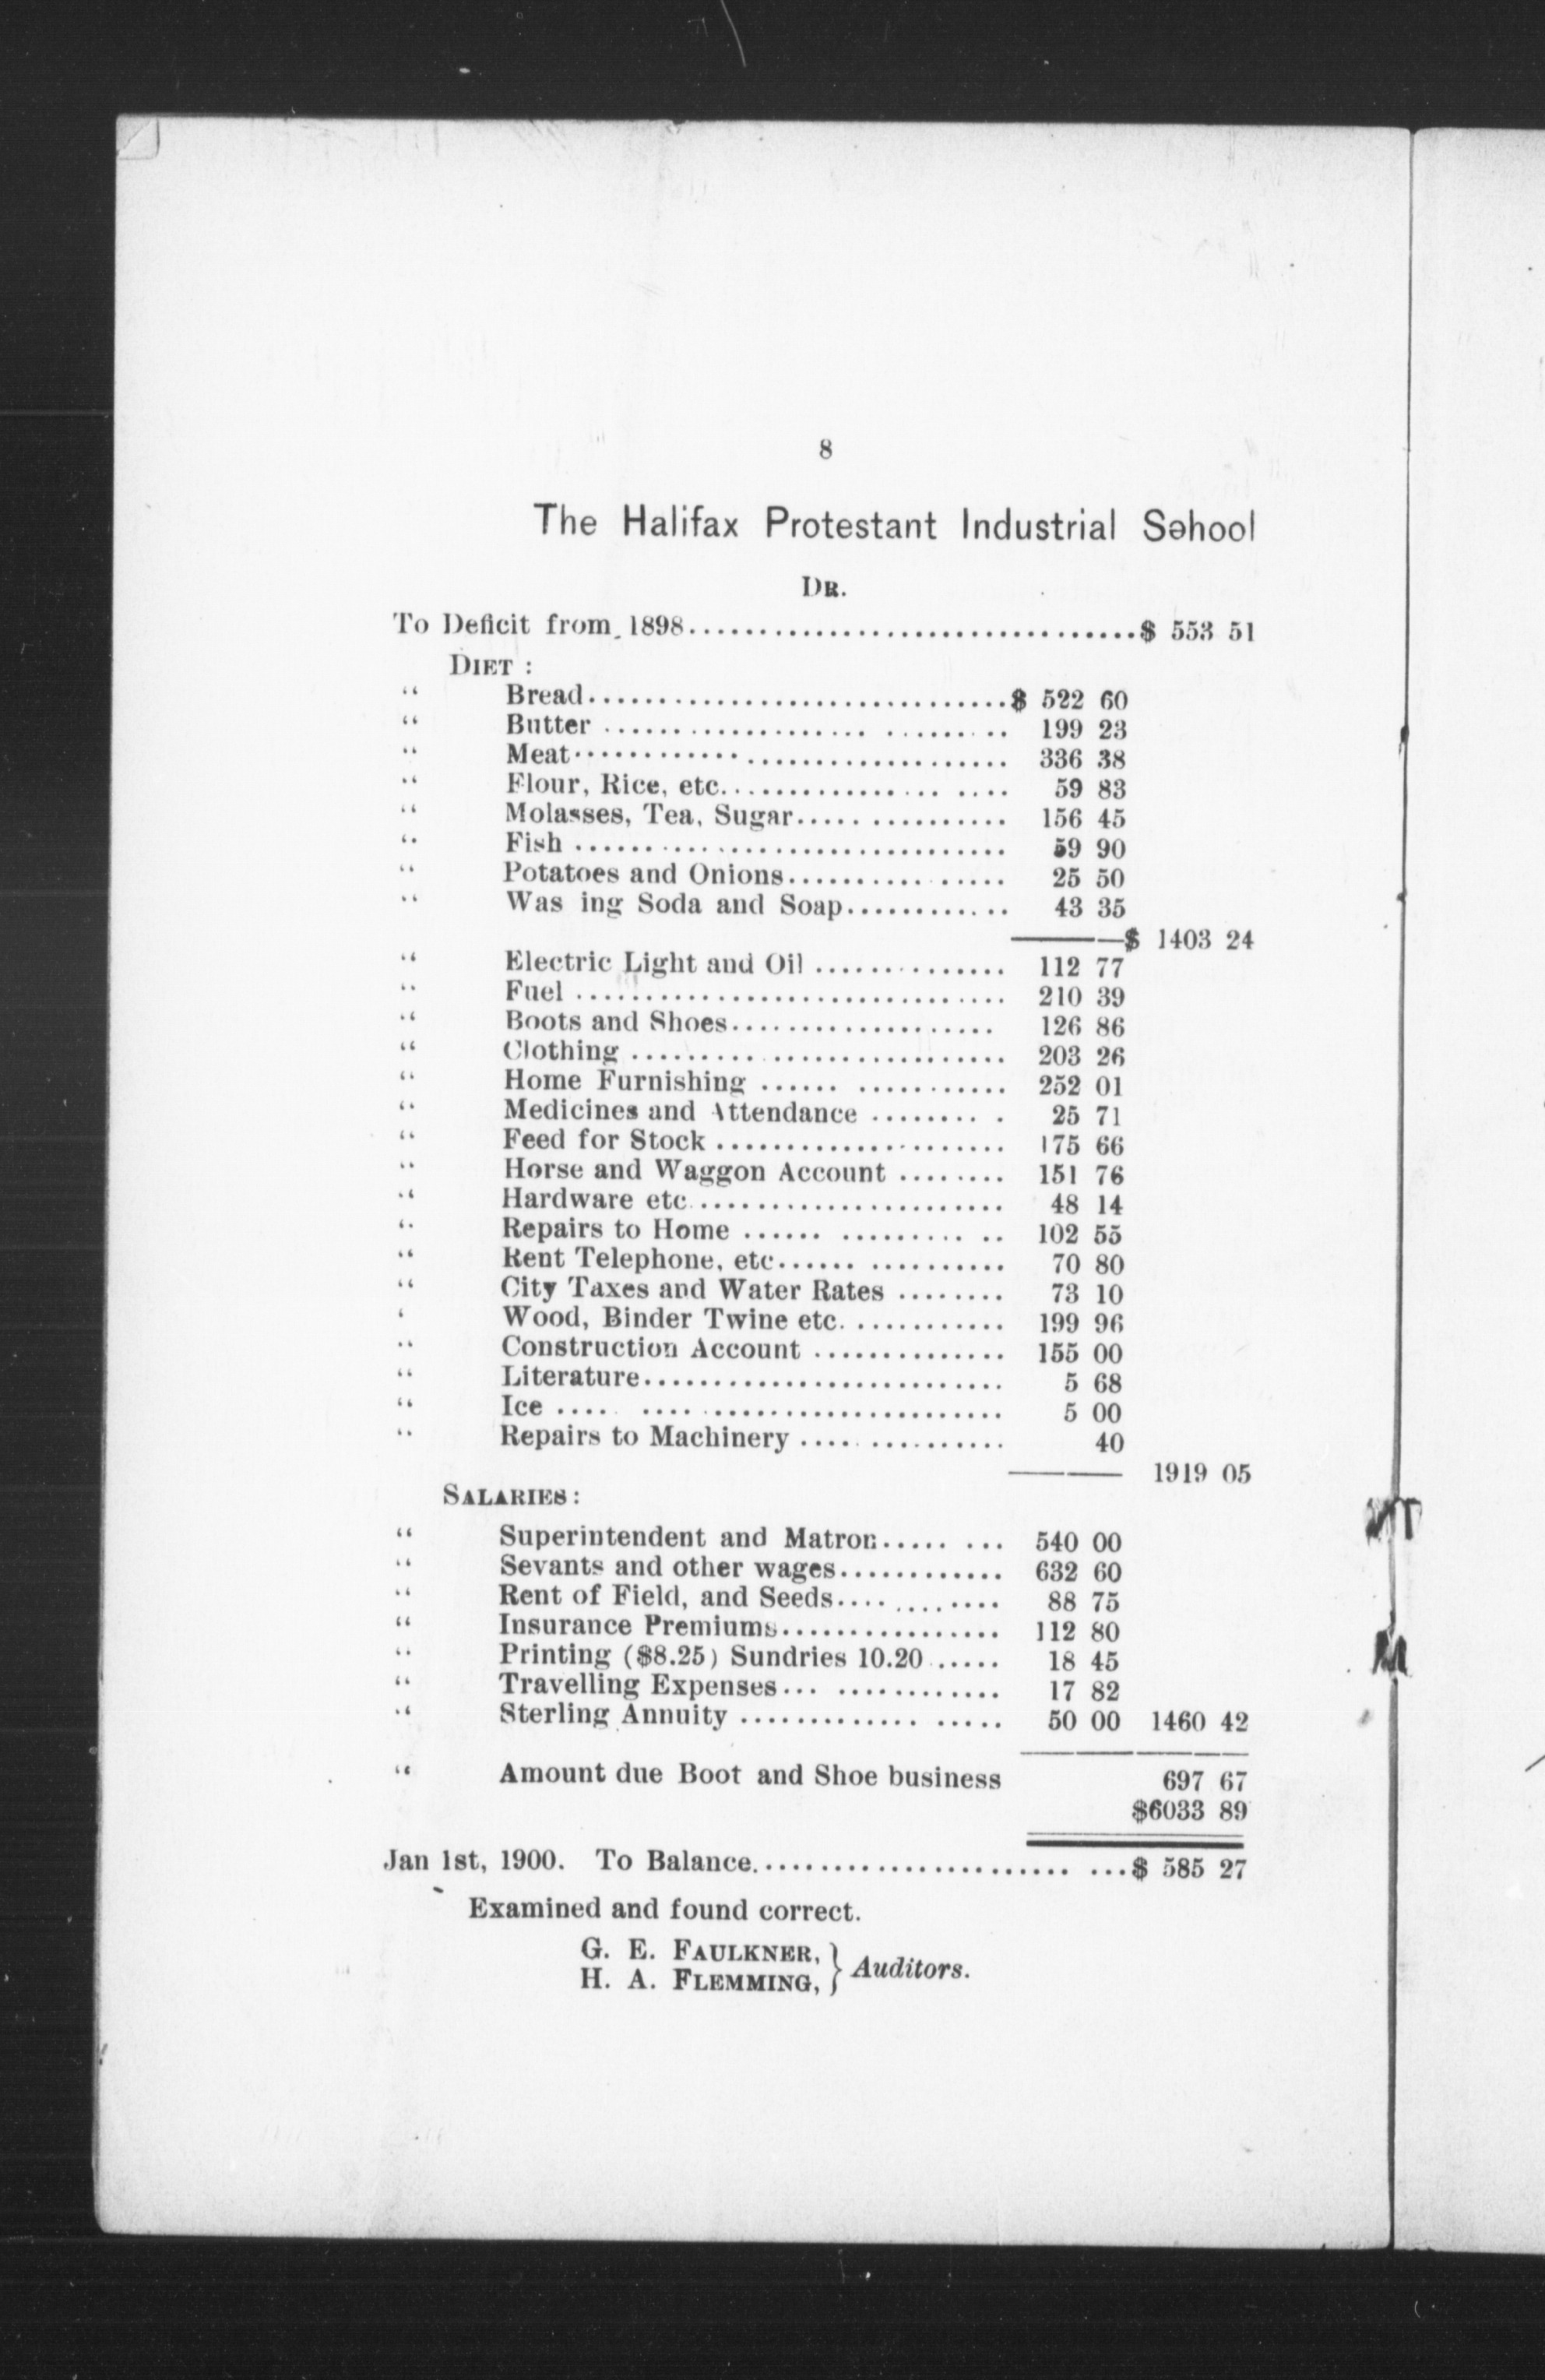 8
The Halifax Protestant Industrial School
DR.
To Deficit from 1898..................................$ 553 51
DIET :
“ Bread..............................$ 522 60
“ Butter .............................. 199 23
“ Meat.............................. 336 38
“ Flour, Rice, etc.................... 59 83
“ Molasses, Tea, Sugar............... 156 45
“ Fish .............................. 59 90
“ Potatoes and Onions............... 25 50
“ Was ing Soda and Soap............ 43 35
$ 1403 24
“ Electric Light and Oil .............. 112 77
“ Fuel .............................. 210 39
“ Boots and Shoes................... 126 86
“ Clothing .......................... 203 26
“ Home Furnishing ................. 252 01
“ Medicines and Attendance ......... 25 71
“ Feed for Stock .................... 175 66
“ Horse and Waggon Account ........ 151 76
“ Hardware etc...................... 48 14
“ Repairs to Home ................. 102 55
“ Rent Telephone, etc................ 70 80
“ City Taxes and Water Rates ........ 73 10
‘ Wood, Binder Twine etc............ 199 96
“ Construction Account .............. 155 00
“ Literature.......................... 5 68
“ Ice .............................. 5 00
“ Repairs to Machinery .............. 40
1919 05
SALARIES :
“ Superintendent and Matron........ 540 00
“ Sevants and other wages............ 632 60
“ Rent of Field, and Seeds............ 88 75
“ Insurance Premiums................ 112 80
“ Printing ($8.25) Sundries 10.20 ..... 18 45
“ Travelling Expenses............... 17 82
“ Sterling Annuity .................. 50 00 1460 42
“ Amount due Boot and Shoe business 697 67
$6033 89
Jan 1st, 1900. To Balance..........................$ 585 27
Examined and found correct.
G. E. FAULKNER, } Auditors.
H. A. FLEMMING,